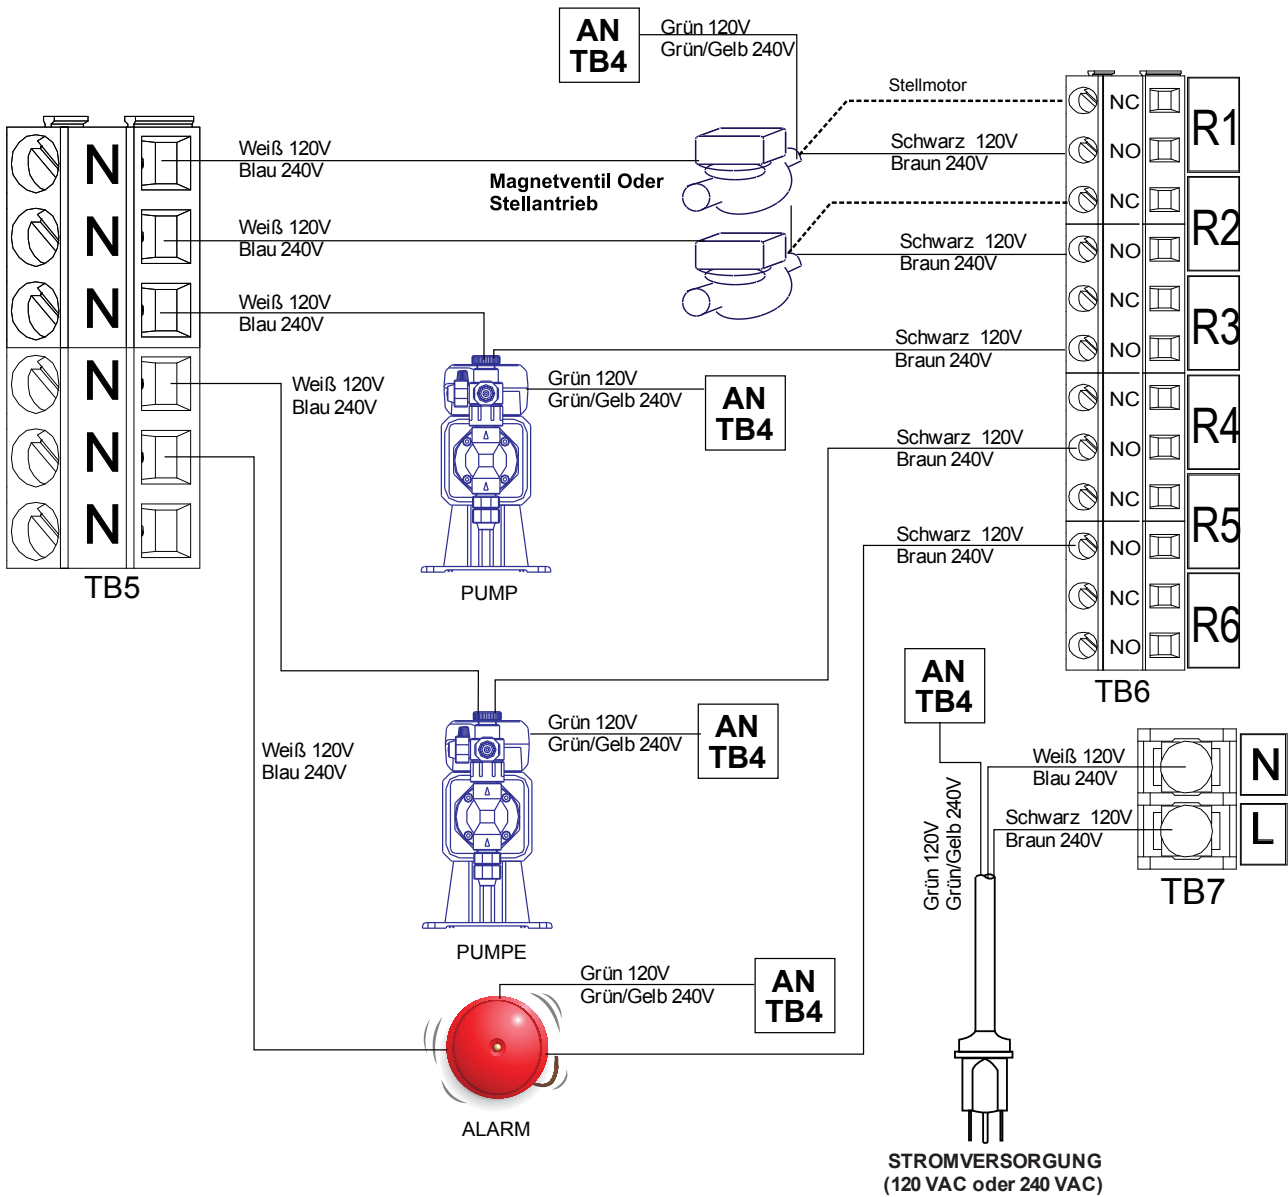 AN
TB4
Grün 120V
Grün/Gelb 240V
Stellmotor
Weiß 120V
Blau 240V
Magnetventil Oder
Stellantrieb
Schwarz 120V
Braun 240V
Weiß 120V
Blau 240V
Schwarz 120V
Braun 240V
Weiß 120V
Blau 240V
Schwarz 120V
Braun 240V
Weiß 120V
Blau 240V
Grün 120V
Grün/Gelb 240V
AN
TB4
Schwarz 120V
Braun 240V
Schwarz 120V
Braun 240V
N
N
N
N
N
N
TB5
PUMP
NC
NO
NC
NO
NC
NO
NC
NO
NC
NO
NC
NO
R1
R2
R3
R4
R5
R6
TB6
AN
TB4
Grün 120V
Grün/Gelb 240V
AN
TB4
Weiß 120V
Blau 240V
PUMPE
Weiß 120V
Blau 240V
N
Schwarz 120V
Braun 240V
L
TB7
Grün 120V
Grün/Gelb 240V
Grün 120V
Grün/Gelb 240V
AN
TB4
ALARM
STROMVERSORGUNG
(120 VAC oder 240 VAC)